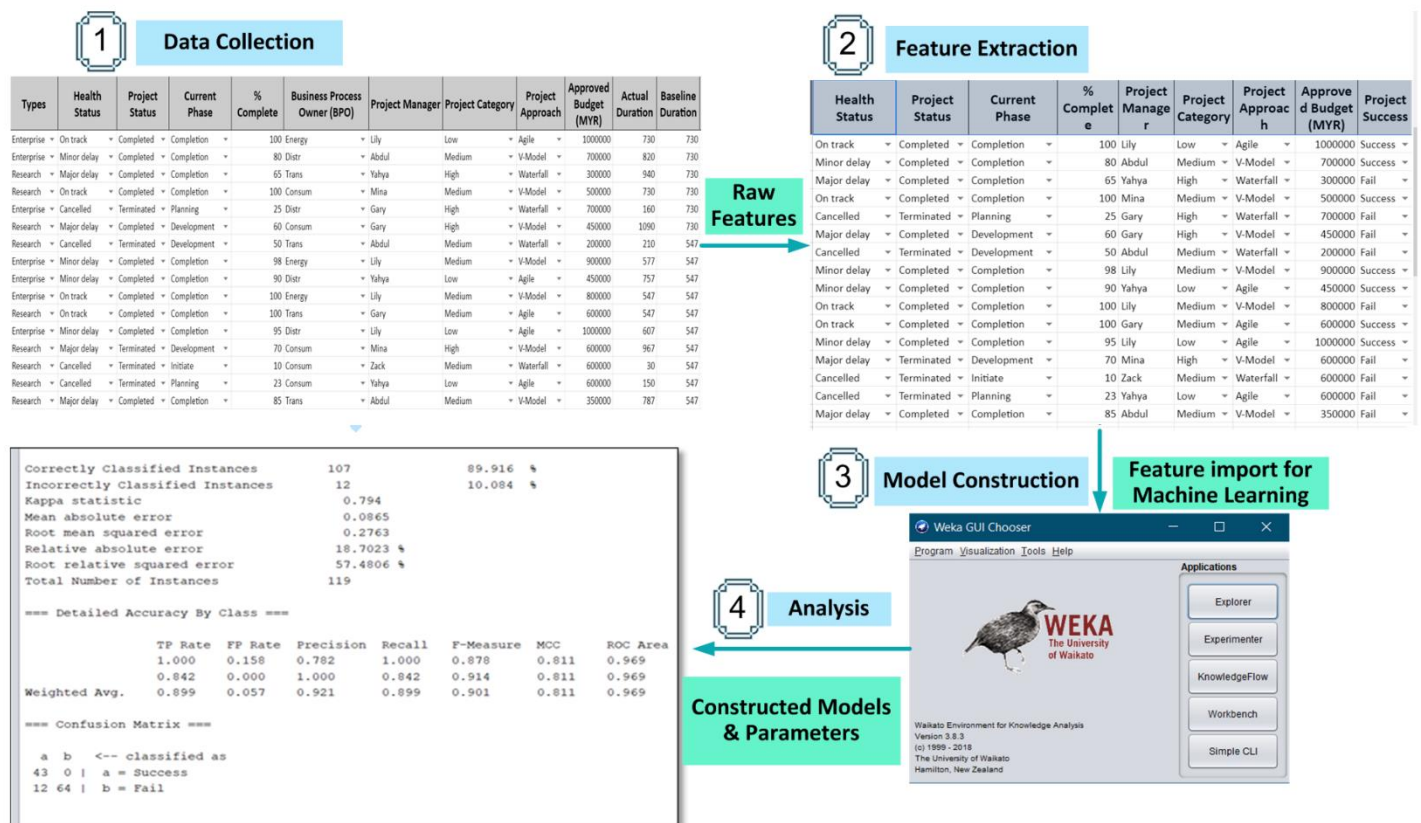 1 Data Collection
Types Health Status Project Status Current Phase % Complete Business Process Owner (BPO) Project Manager Project Category Project Approach Approved Budget (MYR) Actual Duration Baseline Duration
Enterprise On track Completed Completion 100 Energy Lily Low Agile 1000000 730 730
Enterprise Minor delay Completed Completion 80 Distr Abdul Medium V-Model 700000 820 730
Research Major delay Completed Completion 65 Trans Yahya High Waterfall 300000 940 730
Research On track Completed Completion 100 Consum Mina Medium V-Model 500000 730 730
Enterprise Cancelled Terminated Planning 25 Distr Gary High Waterfall 700000 160 730
Research Major delay Completed Development 60 Consum Gary High V-Model 450000 1090 730
Research Cancelled Terminated Development 50 Trans Abdul Medium Waterfall 200000 210 547
Enterprise Minor delay Completed Completion 98 Energy Lily Medium V-Model 900000 577 547
Enterprise Minor delay Completed Completion 90 Distr Yahya Low Agile 450000 757 547
Enterprise On track Completed Completion 100 Energy Lily Medium V-Model 800000 547 547
Research On track Completed Completion 100 Trans Gary Medium Agile 600000 547 547
Enterprise Minor delay Completed Completion 95 Distr Lily Low Agile 1000000 607 547
Research Major delay Terminated Development 70 Consum Mina High V-Model 600000 967 547
Research Cancelled Terminated Initiate 10 Consum Zack Medium Waterfall 600000 30 547
Research Cancelled Terminated Planning 23 Consum Yahya Low Agile 600000 150 547
Research Major delay Completed Completion 85 Trans Abdul Medium V-Model 350000 787 547
Raw
Features
2 Feature Extraction
Health Status Project Status Current Phase % Complet e Project Manage r Project Category Project Approac h Approve d Budget (MYR) Project Success
On track Completed Completion 100 Lily Low Agile 1000000 Success
Minor delay Completed Completion 80 Abdul Medium V-Model 700000 Success
Major delay Completed Completion 65 Yahya High Waterfall 300000 Fail
On track Completed Completion 100 Mina Medium V-Model 500000 Success
Cancelled Terminated Planning 25 Gary High Waterfall 700000 Fail
Major delay Completed Development 60 Gary High V-Model 450000 Fail
Cancelled Terminated Development 50 Abdul Medium Waterfall 200000 Fail
Minor delay Completed Completion 98 Lily Medium V-Model 900000 Success
Minor delay Completed Completion 90 Yahya Low Agile 450000 Success
On track Completed Completion 100 Lily Medium V-Model 800000 Fail
On track Completed Completion 100 Gary Medium Agile 600000 Success
Minor delay Completed Completion 95 Lily Low Agile 1000000 Success
Major delay Terminated Development 70 Mina High V-Model 600000 Fail
Cancelled Terminated Initiate 10 Zack Medium Waterfall 600000 Fail
Cancelled Terminated Planning 23 Yahya Low Agile 600000 Fail
Major delay Completed Completion 85 Abdul Medium V-Model 350000 Fail
3 Model Construction
Feature import for
Machine Learning
Weka GUI Chooser
Program Visualization Tools Help
Applications
Explorer
Experimenter
KnowledgeFlow
Workbench
Simple CLI
WEKA
The University
of Waikato
Waikato Environment for Knowledge Analysis
Version 3.8.3
(c) 1999 - 2018
The University of Waikato
Hamilton, New Zealand
4 Analysis
Constructed Models
& Parameters
Correctly Classified Instances 107 89.916 %
Incorrectly Classified Instances 12 10.084 %
Kappa statistic 0.794
Mean absolute error 0.0865
Root mean squared error 0.2763
Relative absolute error 18.7023 %
Root relative squared error 57.4806 %
Total Number of Instances 119
=== Detailed Accuracy By Class ===
TP Rate FP Rate Precision Recall F-Measure MCC ROC Area
1.000 0.158 0.782 1.000 0.878 0.811 0.969
0.842 0.000 1.000 0.842 0.914 0.811 0.969
Weighted Avg. 0.899 0.057 0.921 0.899 0.901 0.811 0.969
=== Confusion Matrix ===
a b <-- classified as
43 0 | a = Success
12 64 | b = Fail